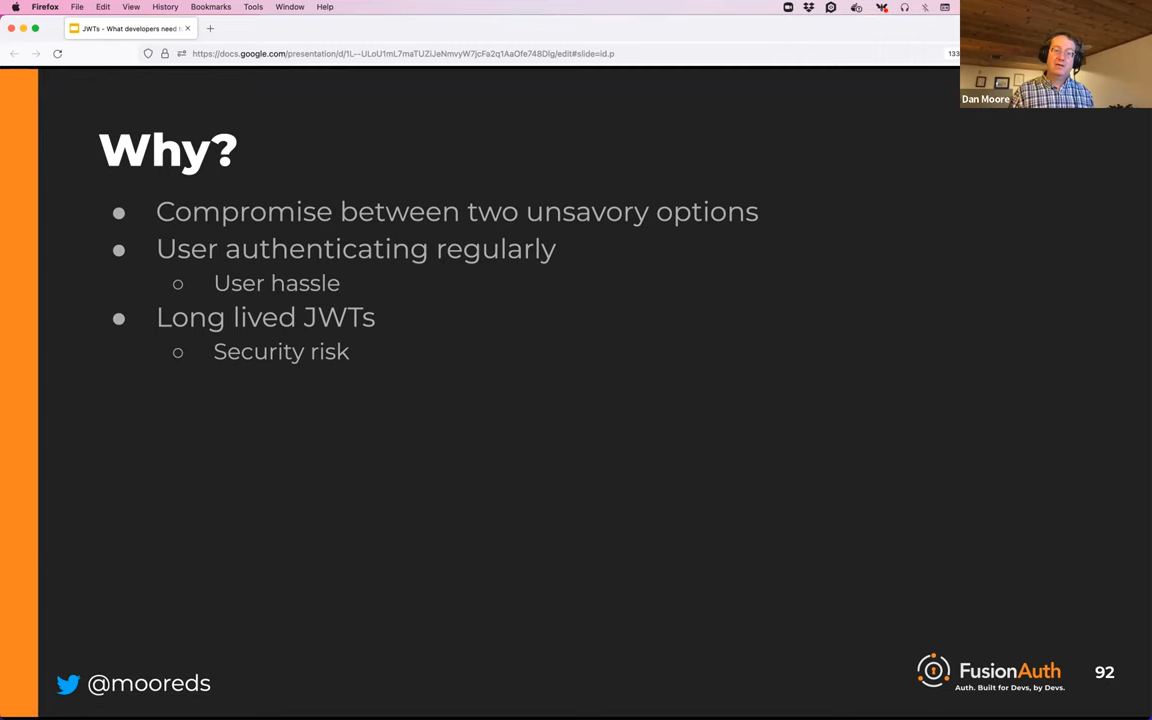 Firefox File Edit View History Bookmarks Tools Window Help
JWTs - What developers need t
https://docs.google.com/presentation/d/1L--ULoU1mL7maTUZiJeNmvyW7jcFa2q1AaOfe748DIg/edit#slide=id.p
133
Dan Moore
Why?
● Compromise between two unsavory options
● User authenticating regularly
○ User hassle
● Long lived JWTs
○ Security risk
@mooreds
FusionAuth
Auth. Built for Devs, by Devs.
92